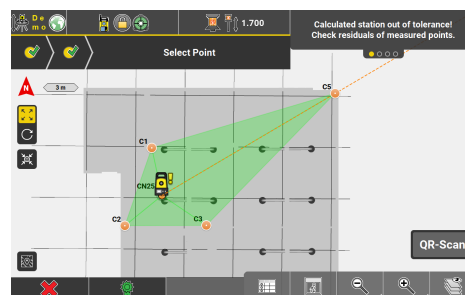 De
mo
1.700
Calculated station out of tolerance!
Check residuals of measured points.
Select Point
N
3 m
C5
C1
CN25
C2
C3
QR-Scan